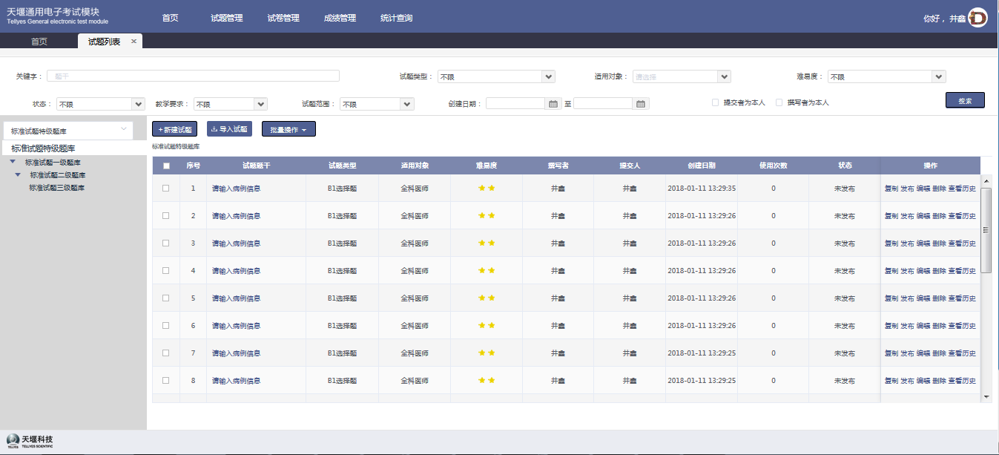 天堰通用电子考试模块
Tellyes General electronic test module
首页 试题管理 试卷管理 成绩管理 统计查询
你好，井鑫
首页 试题列表 ×
关键字： 题干 试题类型： 不限 适用对象： 请选择 难易度： 不限
状态： 不限 教学要求： 不限 试题范围： 不限 创建日期： 至 提交者为本人 撰写者为本人 搜索
标准试题特级题库
标准试题特级题库
标准试题一级题库
标准试题二级题库
标准试题三级题库
+新建试题 导入试题 批量操作
标准试题特级题库
序号 试题题干 试题类型 适用对象 难易度 撰写者 提交人 创建日期 使用次数 状态 操作
1 请输入病例信息 B1选择题 全科医师 井鑫 井鑫 2018-01-11 13:29:35 0 未发布 复制 发布 编辑 删除 查看历史
2 请输入病例信息 B1选择题 全科医师 井鑫 井鑫 2018-01-11 13:29:26 0 未发布 复制 发布 编辑 删除 查看历史
3 请输入病例信息 B1选择题 全科医师 井鑫 井鑫 2018-01-11 13:29:26 0 未发布 复制 发布 编辑 删除 查看历史
4 请输入病例信息 B1选择题 全科医师 井鑫 井鑫 2018-01-11 13:29:26 0 未发布 复制 发布 编辑 删除 查看历史
5 请输入病例信息 B1选择题 全科医师 井鑫 井鑫 2018-01-11 13:29:26 0 未发布 复制 发布 编辑 删除 查看历史
6 请输入病例信息 B1选择题 全科医师 井鑫 井鑫 2018-01-11 13:29:26 0 未发布 复制 发布 编辑 删除 查看历史
7 请输入病例信息 B1选择题 全科医师 井鑫 井鑫 2018-01-11 13:29:25 0 未发布 复制 发布 编辑 删除 查看历史
8 请输入病例信息 B1选择题 全科医师 井鑫 井鑫 2018-01-11 13:29:25 0 未发布 复制 发布 编辑 删除 查看历史
天堰科技
TELLYES TELLYES SCIENTIFIC